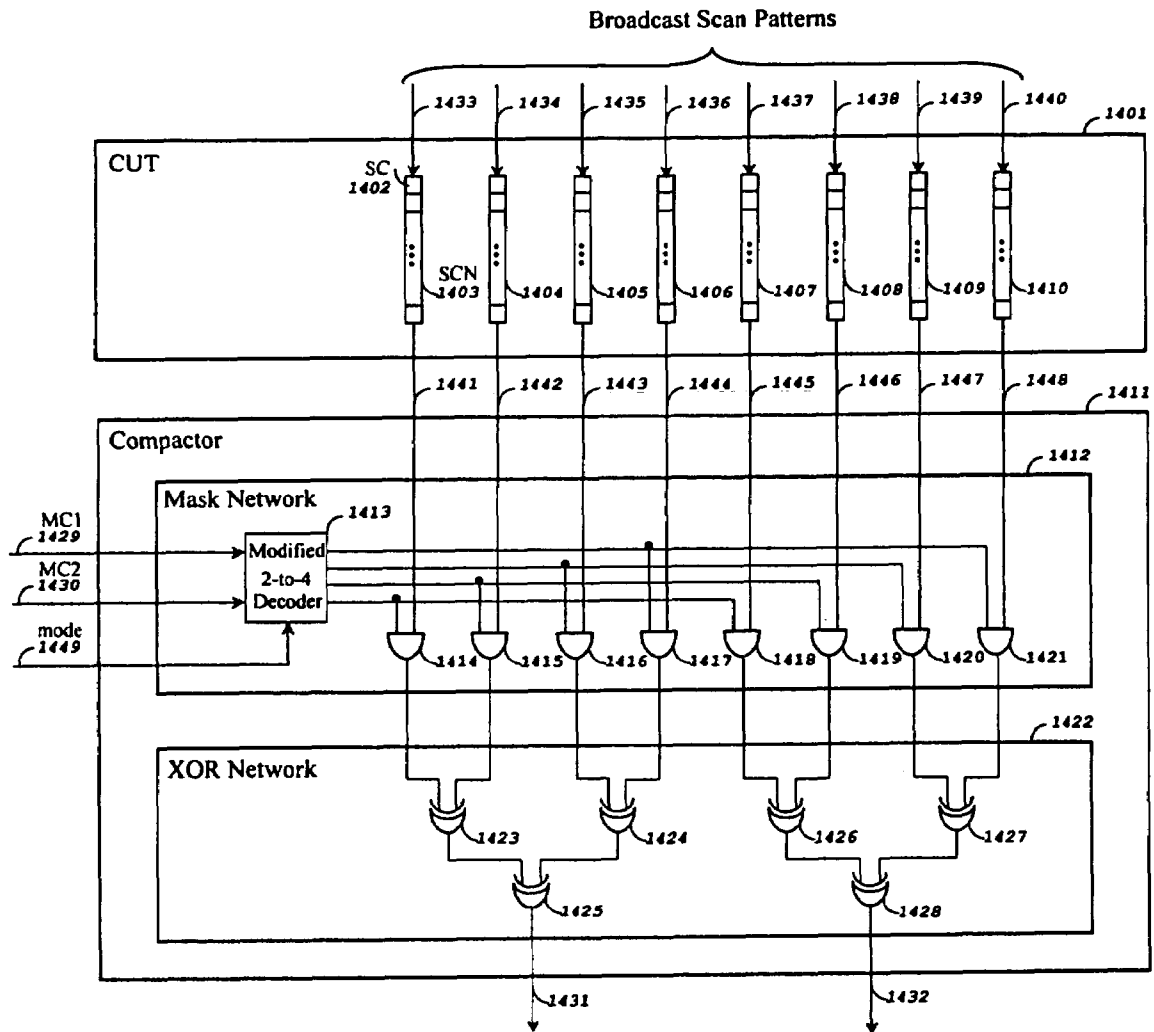 Broadcast Scan Patterns
1433 1434 1435 1436 1437 1438 1439 1440
1401
CUT
SC
1402
SCN
1403 1404 1405 1406 1407 1408 1409 1410
1441 1442 1443 1444 1445 1446 1447 1448
1411
Compactor
1412
Mask Network
1413
MC1
1429
Modified
2-to-4
Decoder
MC2
1430
mode
1449
1414 1415 1416 1417 1418 1419 1420 1421
1422
XOR Network
1423 1424 1426 1427
1425 1428
1431 1432